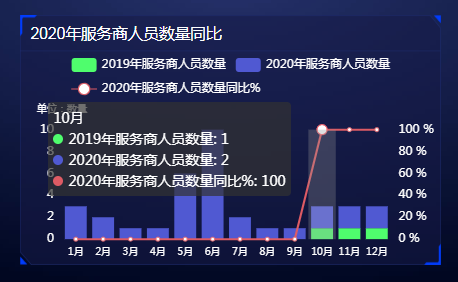 2020年服务商人员数量同比
2019年服务商人员数量 2020年服务商人员数量
2020年服务商人员数量同比%
单位：数量
10月
2019年服务商人员数量: 1
2020年服务商人员数量: 2
2020年服务商人员数量同比%: 100
10 100 %
8 80 %
6 60 %
4 40 %
2 20 %
0 0 %
1月 2月 3月 4月 5月 6月 7月 8月 9月 10月 11月 12月